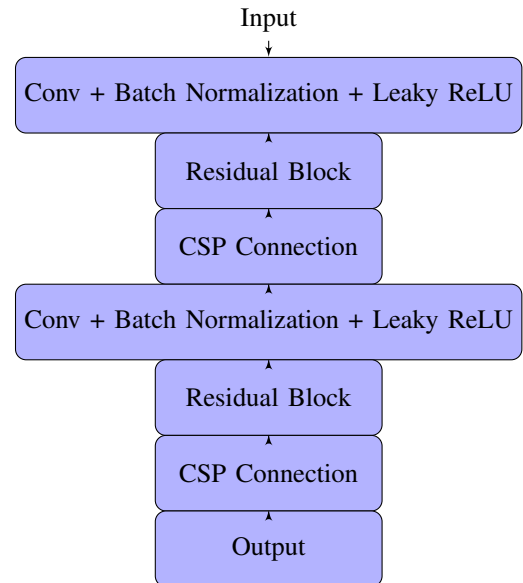 Input
Conv + Batch Normalization + Leaky ReLU
Residual Block
CSP Connection
Conv + Batch Normalization + Leaky ReLU
Residual Block
CSP Connection
Output